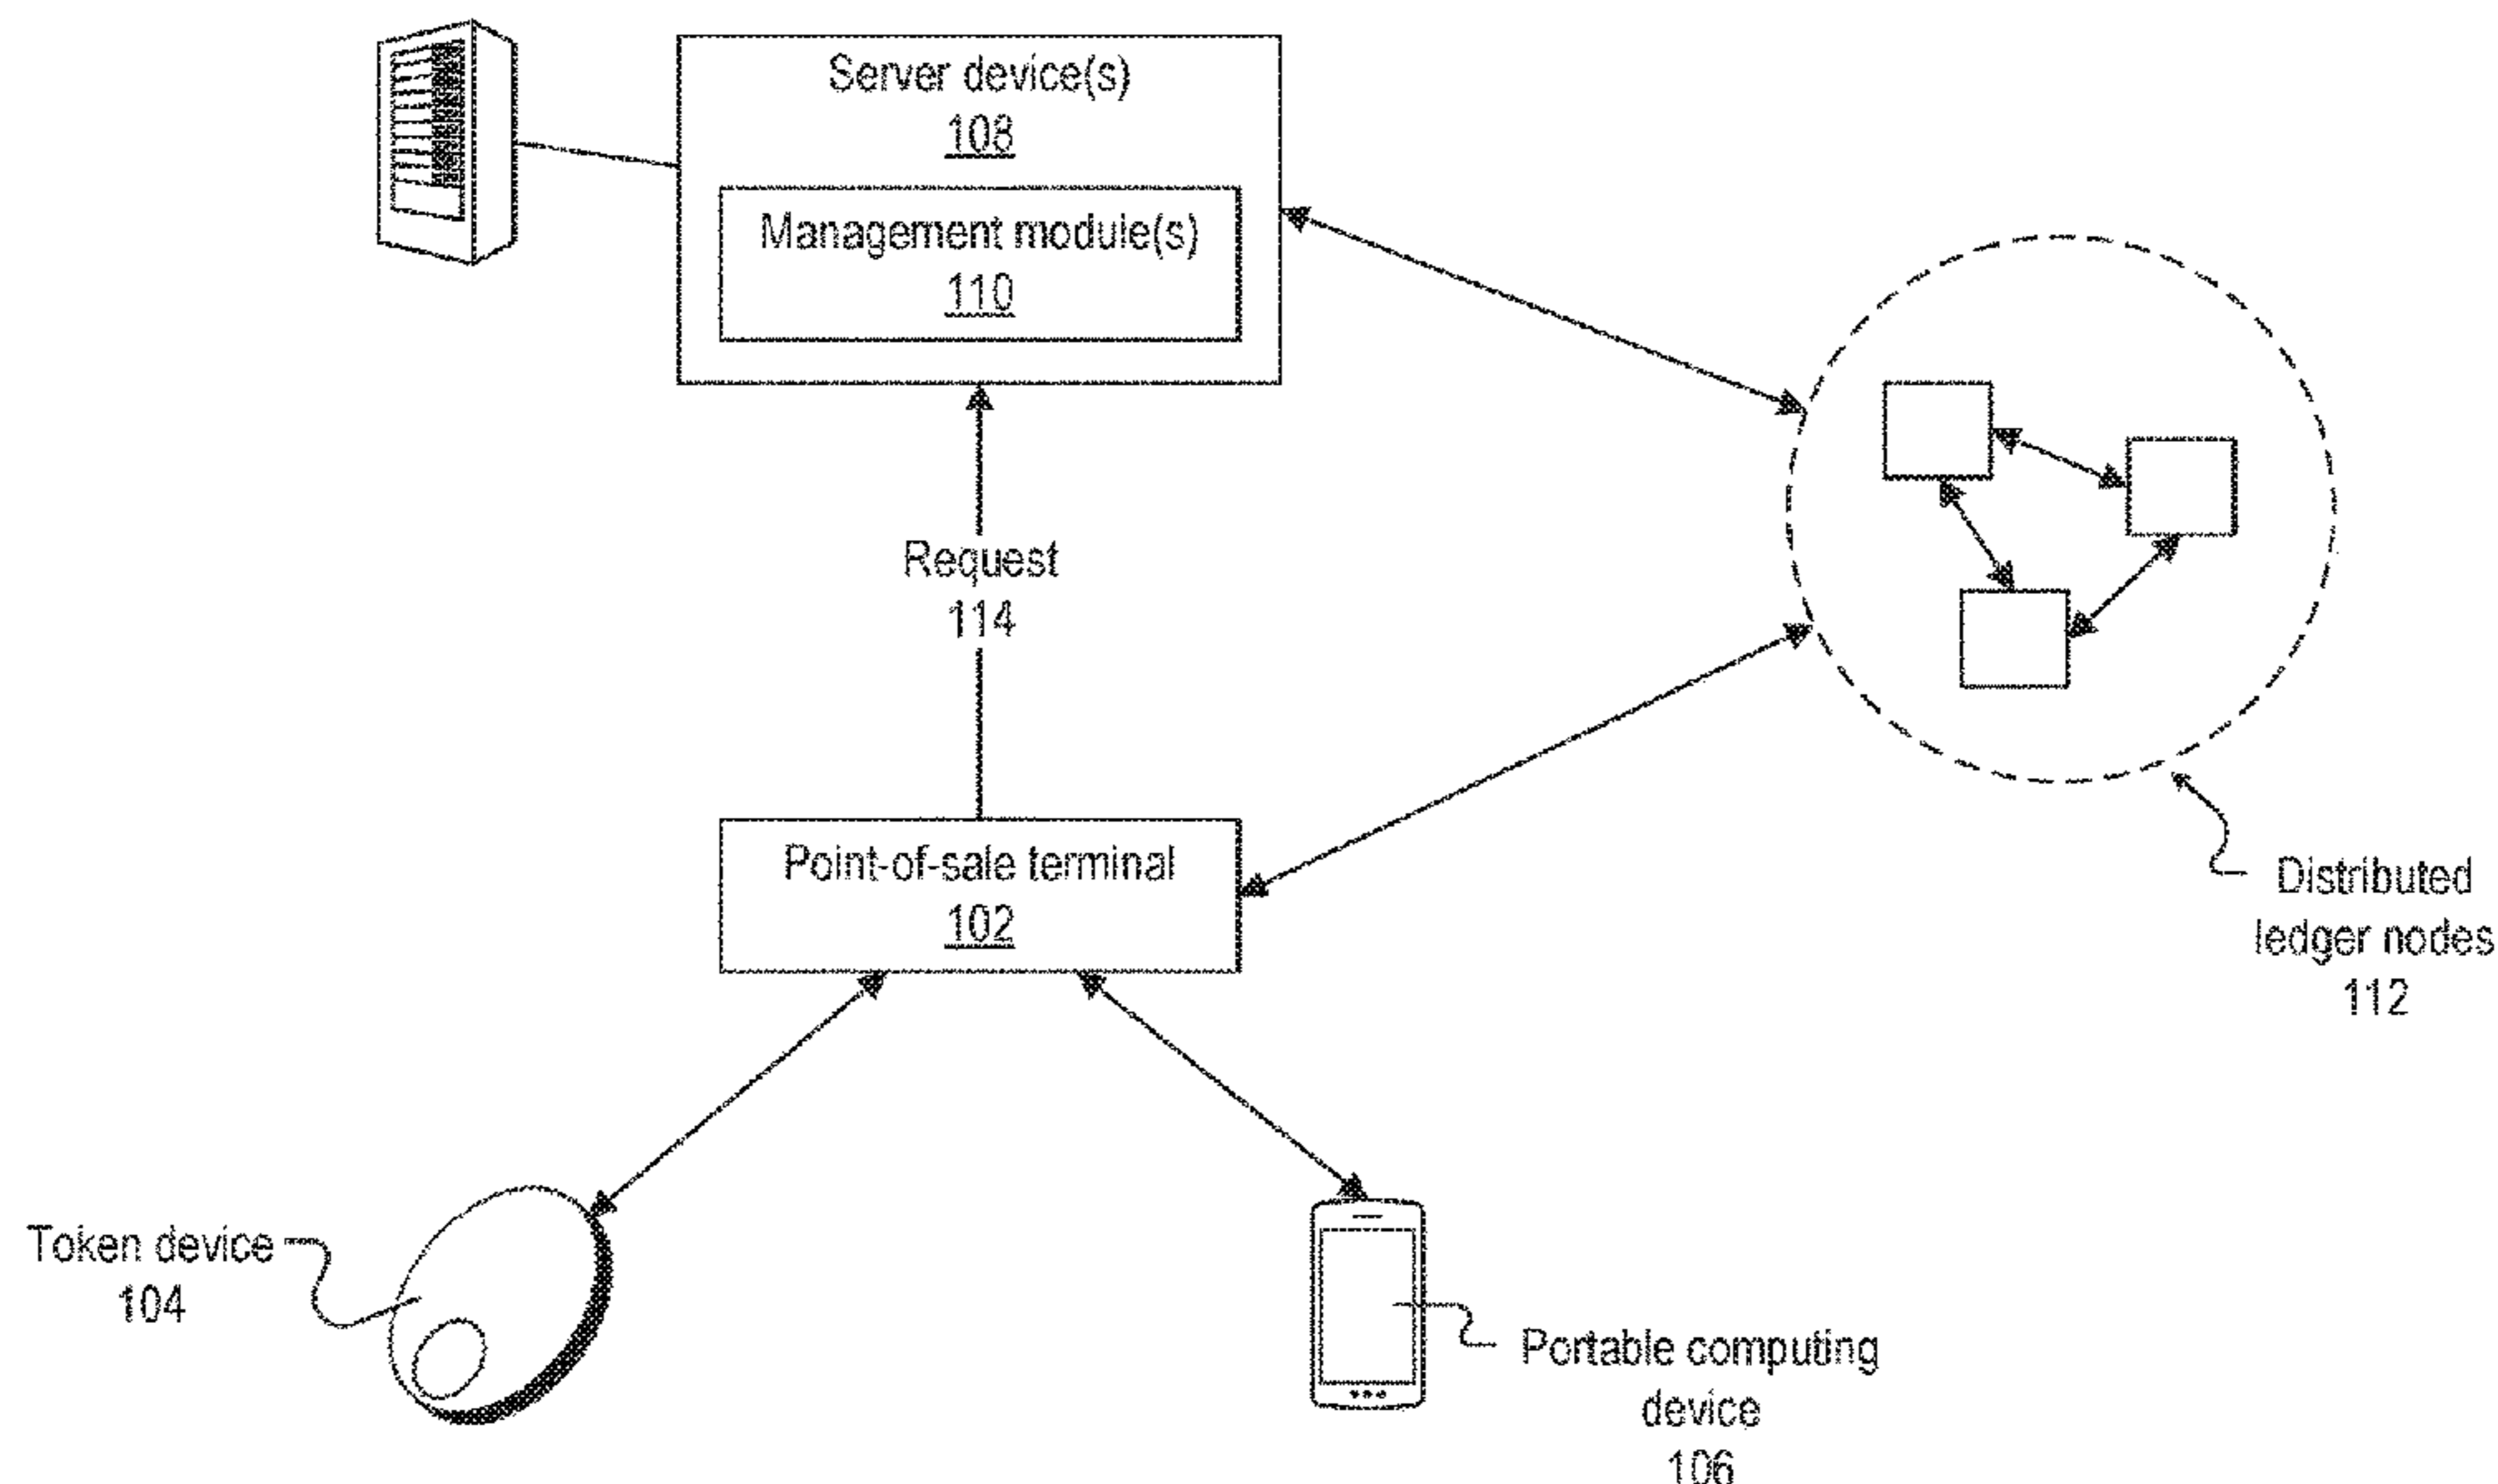 Server device(s)
108
Management module(s)
110
Request
114
Point-of-sale terminal
102
Distributed
ledger nodes
112
Token device
104
Portable computing
device
106